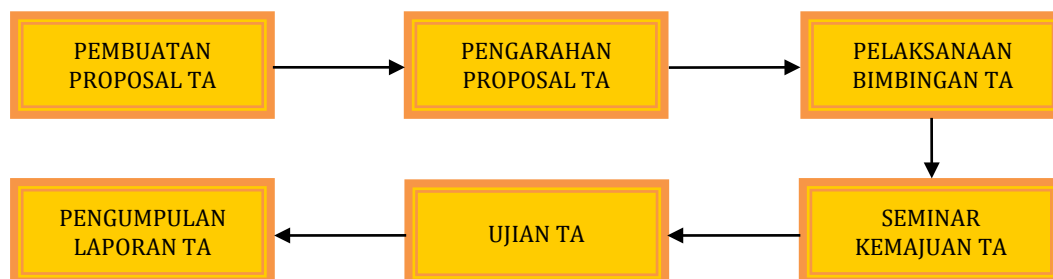 PEMBUATAN
PROPOSAL TA
PENGARAHAN
PROPOSAL TA
PELAKSANAAN
BIMBINGAN TA
SEMINAR
KEMAJUAN TA
UJIAN TA
PENGUMPULAN
LAPORAN TA